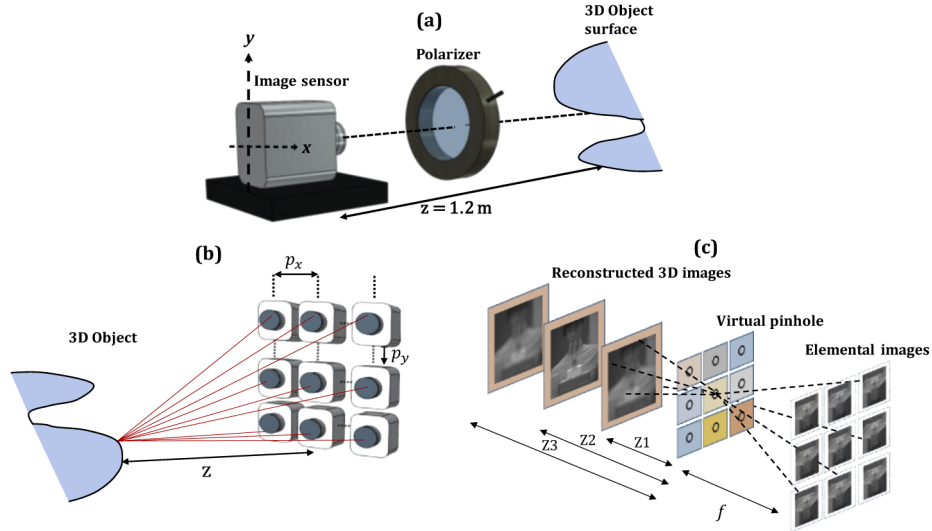 (a)
3D Object
surface
y
Polarizer
Image sensor
x
z = 1.2 m
(b)
p_x
3D Object
p_y
Z
(c)
Reconstructed 3D images
Virtual pinhole
Elemental images
Z1
Z2
Z3
f